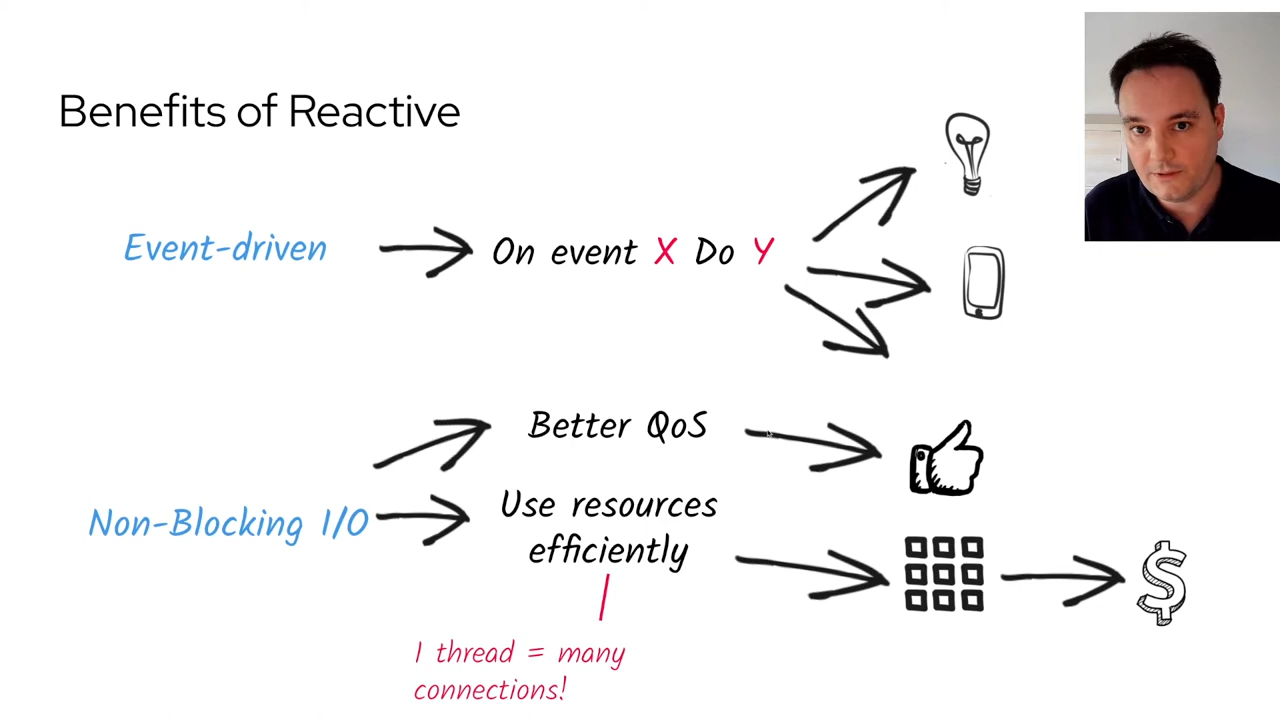 Benefits of Reactive
Event-driven
On event X Do Y
Better QoS
Non-Blocking I/O
Use resources
efficiently
1 thread = many
connections!
$